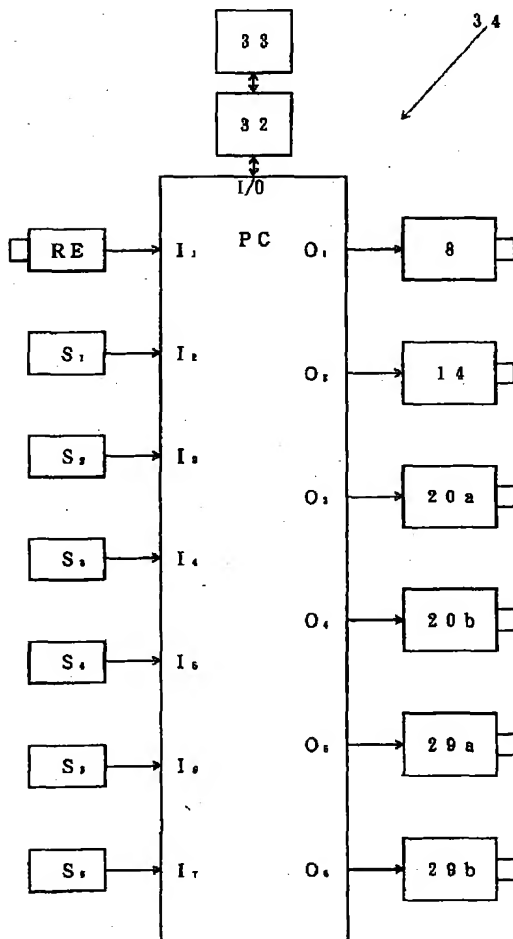 33
34
32
I/O
PC
RE I₁ O₁ 8
S₁ I₂
O₂ 14
S₂ I₃
O₃ 20a
S₃ I₄
O₄ 20b
S₄ I₅
O₅ 29a
S₅ I₆
S₆ I₇ O₆ 29b